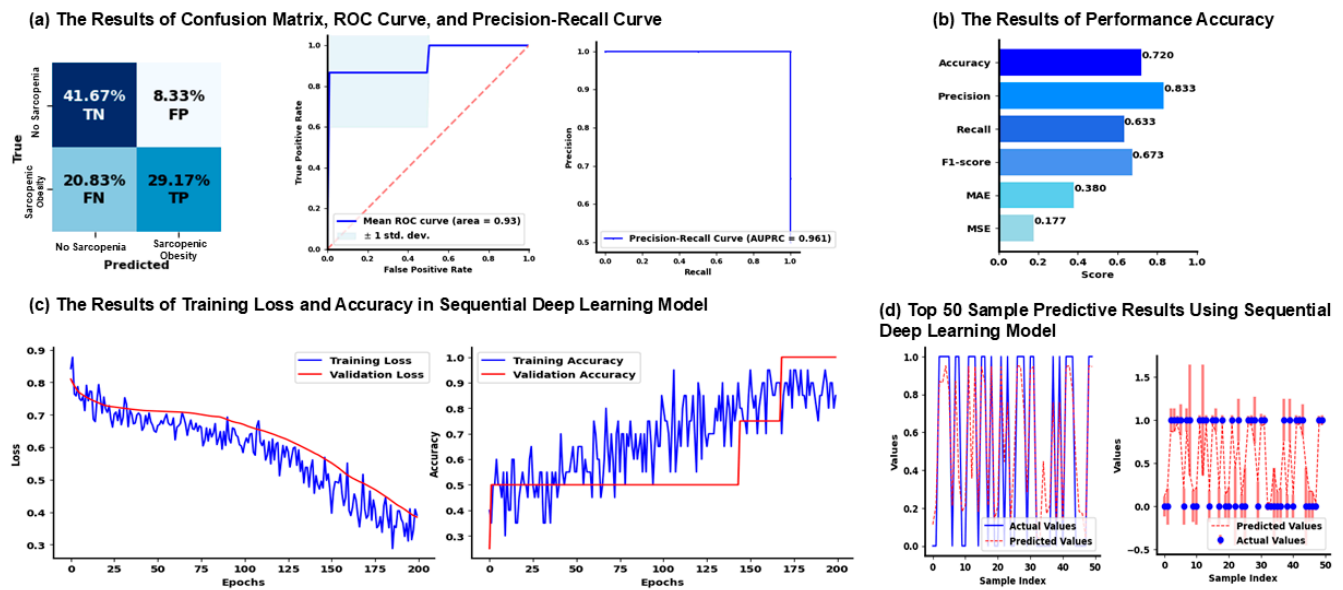 (a) The Results of Confusion Matrix, ROC Curve, and Precision-Recall Curve
True
No Sarcopenia
Sarcopenic
Obesity
41.67%
TN
8.33%
FP
20.83%
FN
29.17%
TP
No Sarcopenia
Sarcopenic
Obesity
Predicted
True Positive Rate
1.0
0.8
0.6
0.4
0.2
0.0
Mean ROC curve (area = 0.93)
± 1 std. dev.
0.0 0.2 0.4 0.6 0.8 1.0
False Positive Rate
Precision
1.0
0.9
0.8
0.7
0.6
0.5
Precision-Recall Curve (AUPRC = 0.961)
0.0 0.2 0.4 0.6 0.8 1.0
Recall
(b) The Results of Performance Accuracy
Accuracy 0.720
Precision 0.833
Recall 0.633
F1-score 0.673
MAE 0.380
MSE 0.177
0.0 0.2 0.4 0.6 0.8 1.0
Score
(c) The Results of Training Loss and Accuracy in Sequential Deep Learning Model
Loss
0.9
0.8
0.7
0.6
0.5
0.4
0.3
Training Loss
Validation Loss
0 25 75 100 125 150 175 200
Epochs
Accuracy
1.0
0.9
0.8
0.7
0.6
0.5
0.4
0.3
Training Accuracy
Validation Accuracy
0 25 75 100 125 150 175 200
Epochs
(d) Top 50 Sample Predictive Results Using Sequential
Deep Learning Model
Values
1.0
0.8
0.6
0.4
0.2
0.0
Actual Values
Predicted Values
0 10 20 30 40 50
Sample Index
Values
1.5
1.0
0.5
0.0
−0.5
Predicted Values
Actual Values
0 10 20 30 40 50
Sample Index